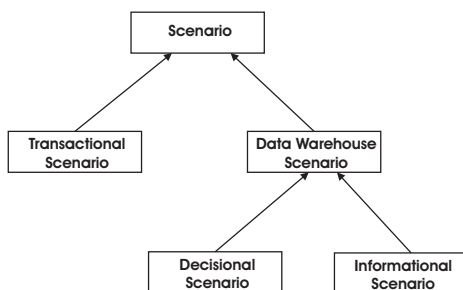 Scenario
Transactional
Scenario
Data Warehouse
Scenario
Decisional
Scenario
Informational
Scenario